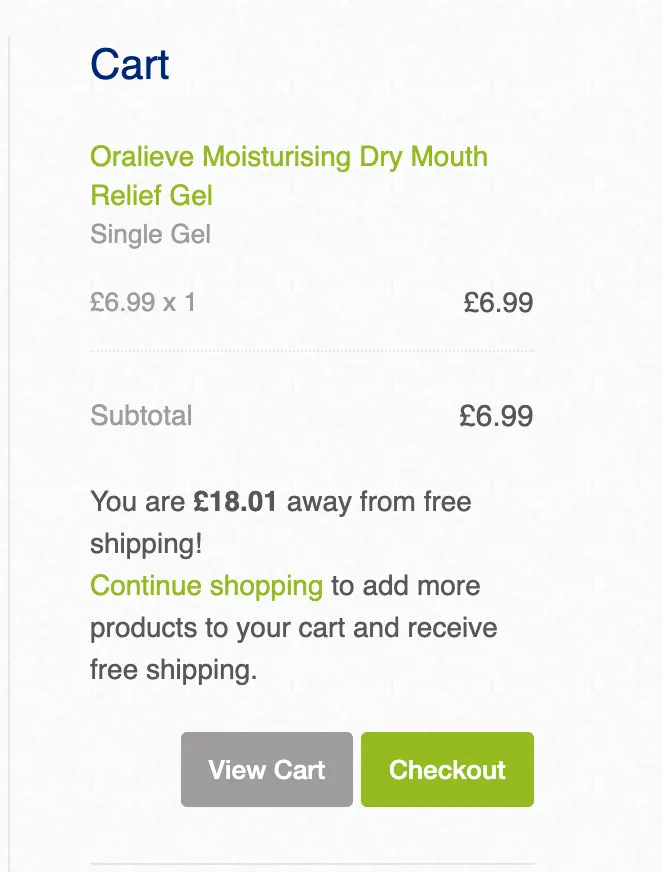 Cart
Oralieve Moisturising Dry Mouth
Relief Gel
Single Gel
£6.99 x 1
£6.99
Subtotal
£6.99
You are £18.01 away from free
shipping!
Continue shopping to add more
products to your cart and receive
free shipping.
View Cart
Checkout